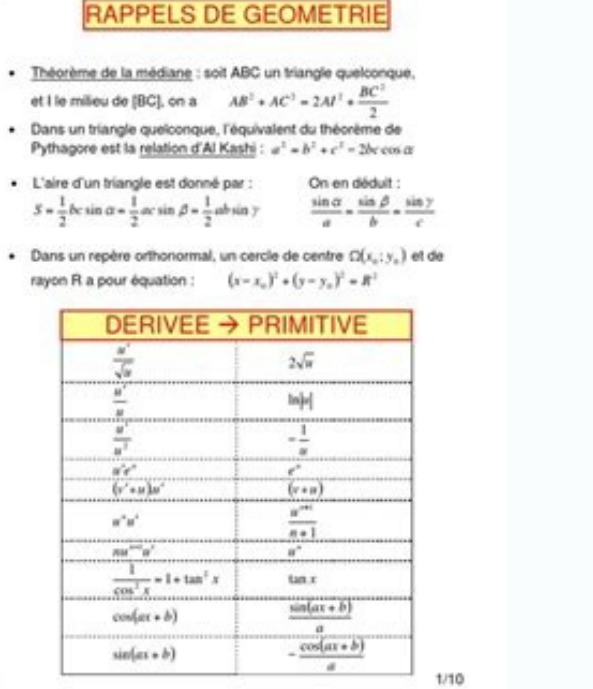 RAPPELS DE GEOMETRIE
• Théorème de la médiane : soit ABC un triangle quelconque,
et I le milieu de [BC], on a AB² + AC² = 2AI² + BC²/2
• Dans un triangle quelconque, l'équivalent du théorème de
Pythagore est la relation d'Al Kashi : a² = b² + c² - 2bc cos α
• L'aire d'un triangle est donné par : On en déduit :
S = 1/2 bc sin α = 1/2 ac sin β = 1/2 ab sin γ sin α/a = sin β/b = sin γ/c
• Dans un repère orthonormal, un cercle de centre Ω(x₀ ; y₀) et de
rayon R a pour équation : (x - x₀)² + (y - y₀)² = R²
DERIVEE → PRIMITIVE
u'/√u 2√u
u'/u ln|u|
u'/u² -1/u
u'eᵘ eᵘ
(v'∘u)u' (v∘u)
uⁿu' uⁿ⁺¹/n+1
nuⁿ⁻¹u' uⁿ
1/cos² x = 1 + tan² x tan x
cos(ax + b) sin(ax + b)/a
sin(ax + b) -cos(ax + b)/a
1/10